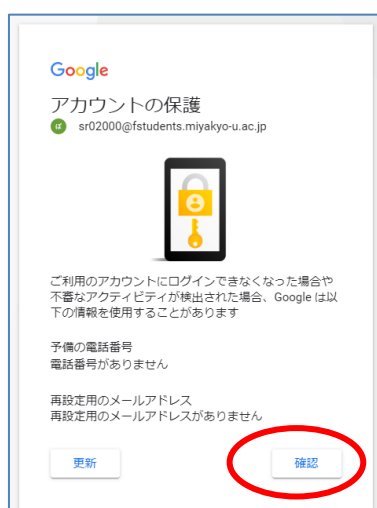 Google
アカウントの保護
ば sr02000@fstudents.miyakyo-u.ac.jp
ご利用のアカウントにログインできなくなった場合や
不審なアクティビティが検出された場合、Google は以
下の情報を使用することがあります
予備の電話番号
電話番号がありません
再設定用のメールアドレス
再設定用のメールアドレスがありません
更新 確認